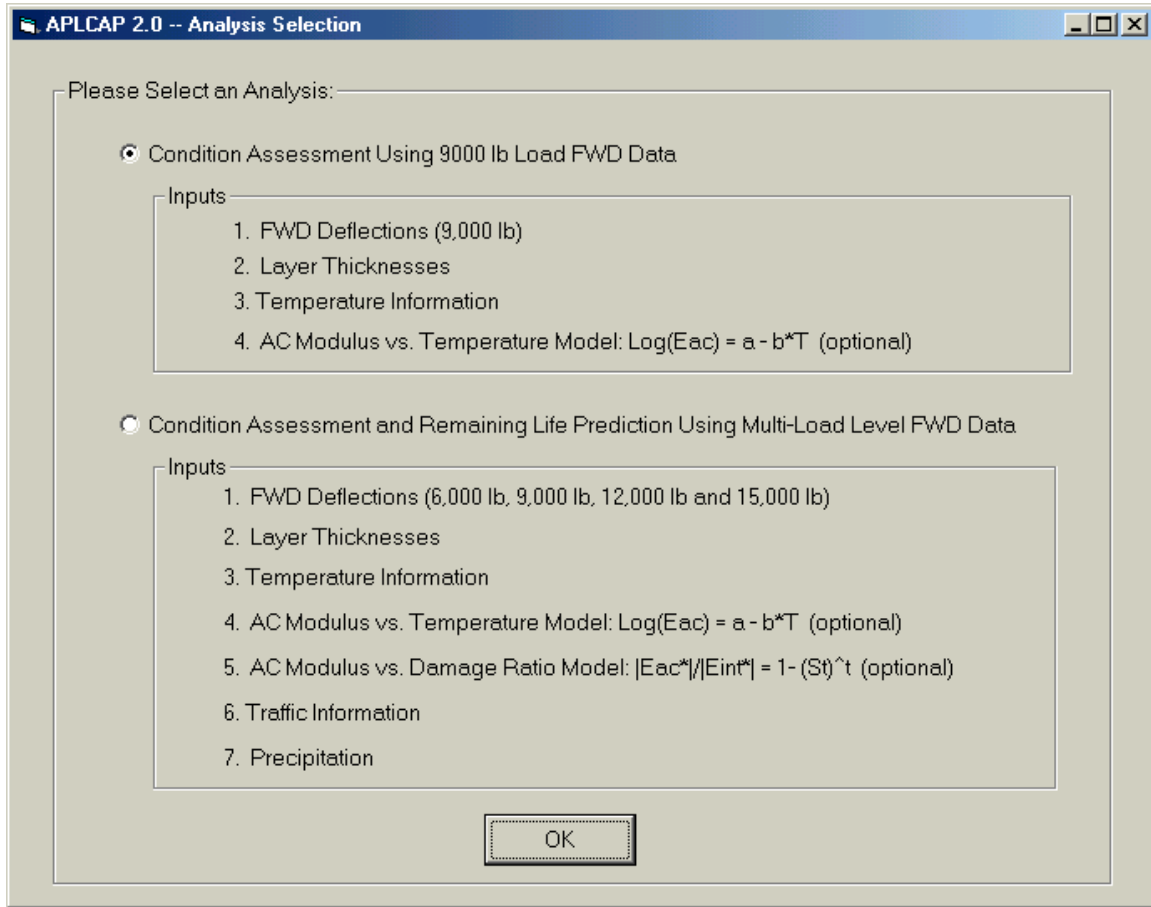 APLCAP 2.0 -- Analysis Selection
Please Select an Analysis:
Condition Assessment Using 9000 lb Load FWD Data
Inputs
1. FWD Deflections (9,000 lb)
2. Layer Thicknesses
3. Temperature Information
4. AC Modulus vs. Temperature Model: Log(Eac) = a - b*T (optional)
Condition Assessment and Remaining Life Prediction Using Multi-Load Level FWD Data
Inputs
1. FWD Deflections (6,000 lb, 9,000 lb, 12,000 lb and 15,000 lb)
2. Layer Thicknesses
3. Temperature Information
4. AC Modulus vs. Temperature Model: Log(Eac) = a - b*T (optional)
5. AC Modulus vs. Damage Ratio Model: |Eac*|/|Eint*| = 1- (St)^t (optional)
6. Traffic Information
7. Precipitation
OK